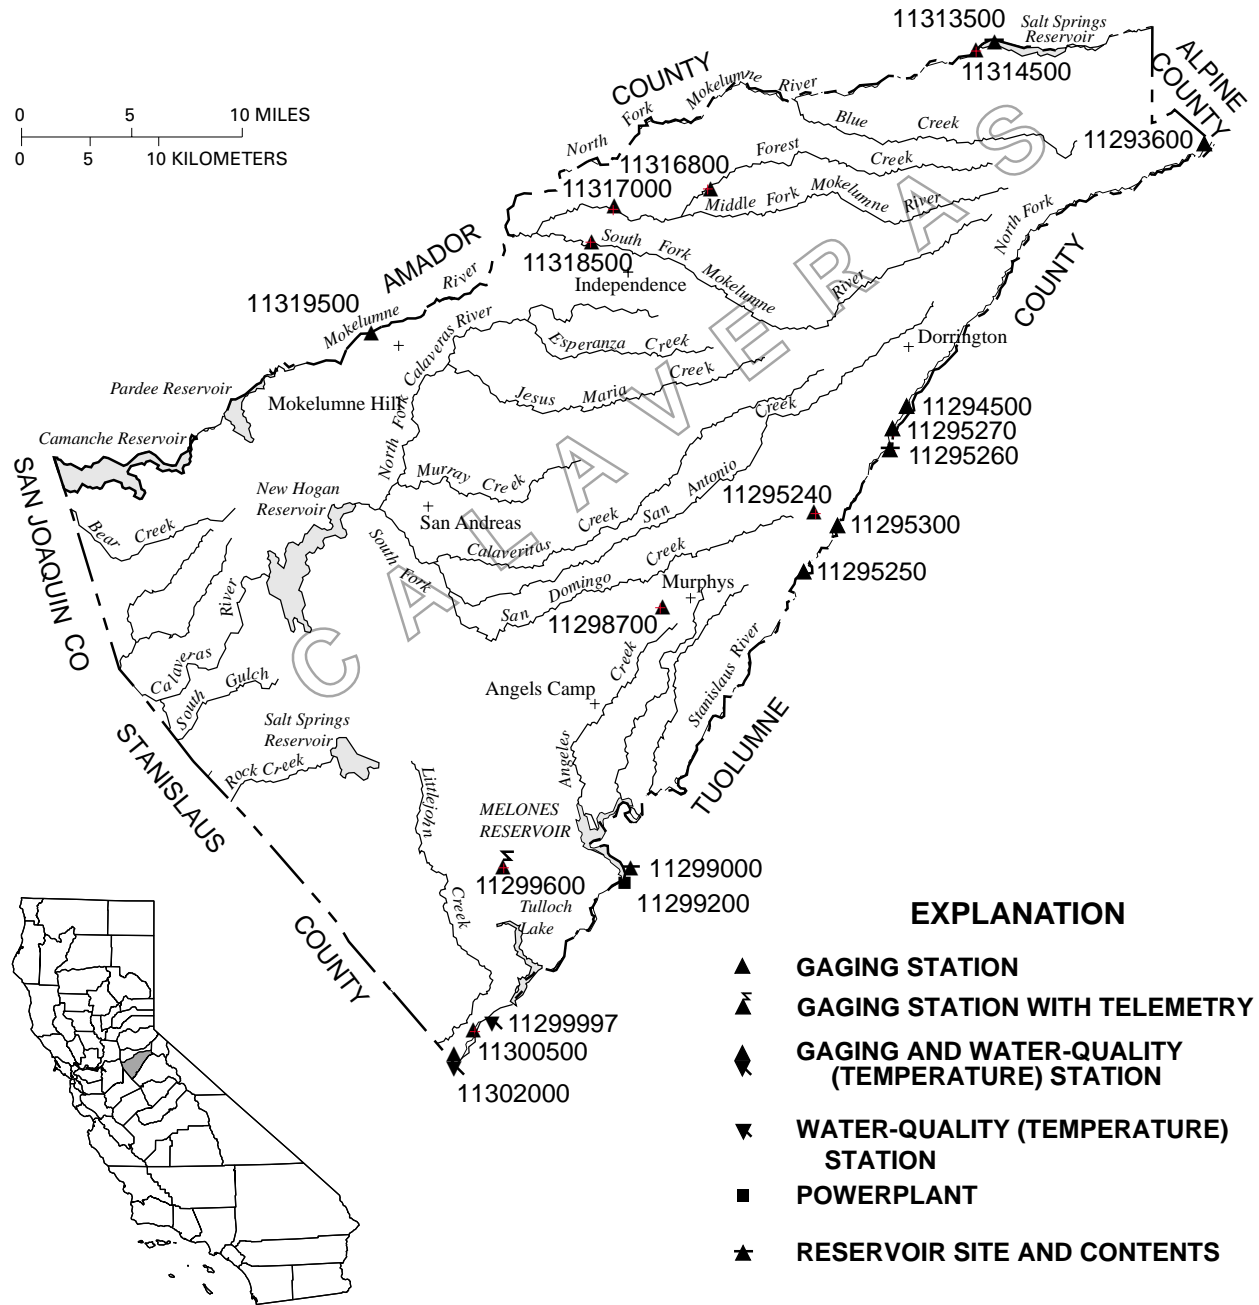 11313500
Salt Springs
Reservoir
11314500
ALPINE
COUNTY
COUNTY
Mokelumne River
Fork
North
0 5 10 MILES
0 5 10 KILOMETERS
Blue Creek
11293600
Forest Creek
11316800
11317000
Middle Fork Mokelumne River
North Fork
South Fork Mokelumne River
11318500
Independence
AMADOR
COUNTY
11319500
Mokelumne River
North Fork Calaveras River
Esperanza Creek
Dorrington
Jesus Maria Creek
Pardee Reservoir
Mokelumne Hill
CALAVERAS
11294500
11295270
11295260
Camanche Reservoir
SAN JOAQUIN CO
Murray Creek
New Hogan
Reservoir
San Andreas
San Antonio Creek
11295240
11295300
Bear Creek
Calaveritas Creek
South Fork
San Domingo Creek
11295250
Murphys
11298700
Calaveras River
South Gulch
Angels Camp
Angeles Creek
Stanislaus River
TUOLUMNE
Salt Springs
Reservoir
Rock Creek
STANISLAUS
COUNTY
Littlejohn Creek
MELONES
RESERVOIR
11299000
11299600
11299200
Tulloch
Lake
11299997
11300500
11302000
EXPLANATION
GAGING STATION
GAGING STATION WITH TELEMETRY
GAGING AND WATER-QUALITY
(TEMPERATURE) STATION
WATER-QUALITY (TEMPERATURE)
STATION
POWERPLANT
RESERVOIR SITE AND CONTENTS